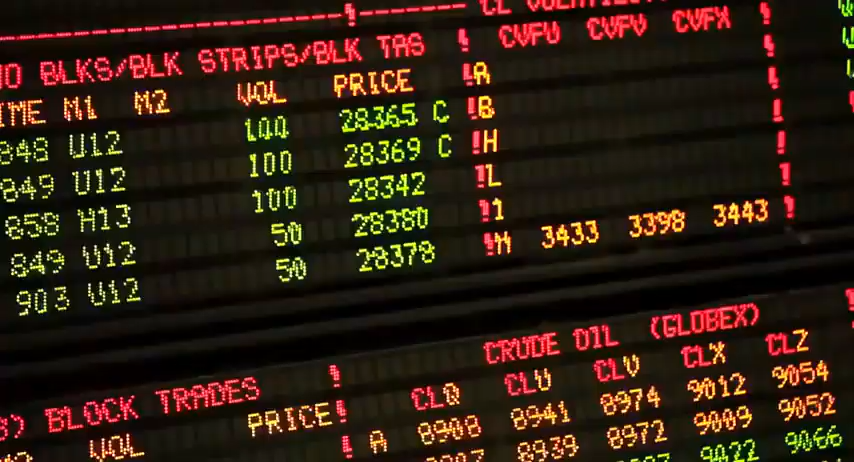 BLKS/BLK STRIPS/BLK TAS ! CVFU CVFV CVFX !
M1 M2 VOL PRICE !A
848 U12 100 28365 C !B
849 U12 100 28369 C !H
858 H13 100 28342 !L
849 U12 50 28380 !1
903 U12 50 28378 !M 3433 3398 3443 !
CRUDE OIL (GLOBEX)
BLOCK TRADES ! CLQ CLU CLV CLX CLZ
VOL PRICE! A 8908 8941 8974 9012 9054
8939 8972 9009 9052
9022 9066